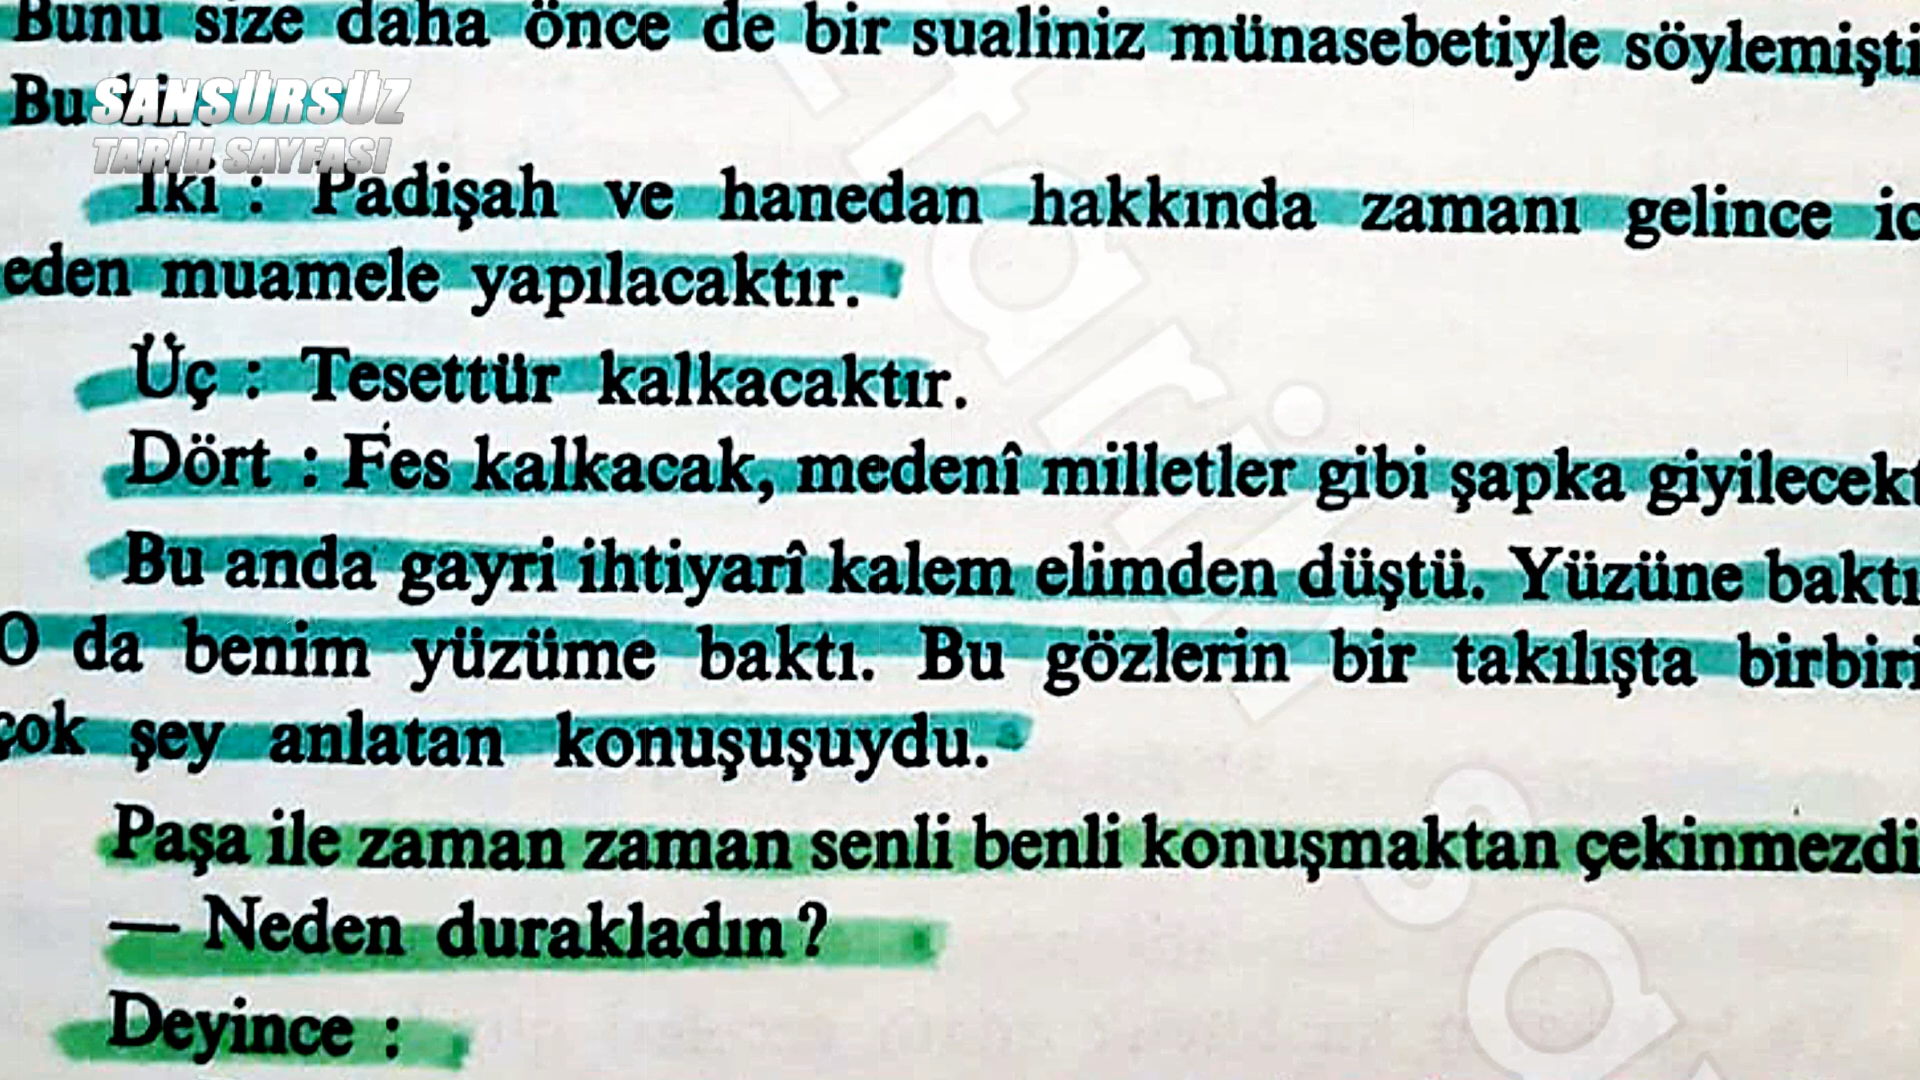 Bunu size daha önce de bir sualiniz münasebetiyle söylemişti
Bu bir.
SANSÜRSÜZ
TARİH SAYFASI
İki : Padişah ve hanedan hakkında zamanı gelince ic
eden muamele yapılacaktır.
Üç : Tesettür kalkacaktır.
Dört : Fes kalkacak, medenî milletler gibi şapka giyilecekt
Bu anda gayri ihtiyarî kalem elimden düştü. Yüzüne baktı
O da benim yüzüme baktı. Bu gözlerin bir takılışta birbiri
çok şey anlatan konuşuşuydu.
Paşa ile zaman zaman senli benli konuşmaktan çekinmezdi
— Neden durakladın?
Deyince :